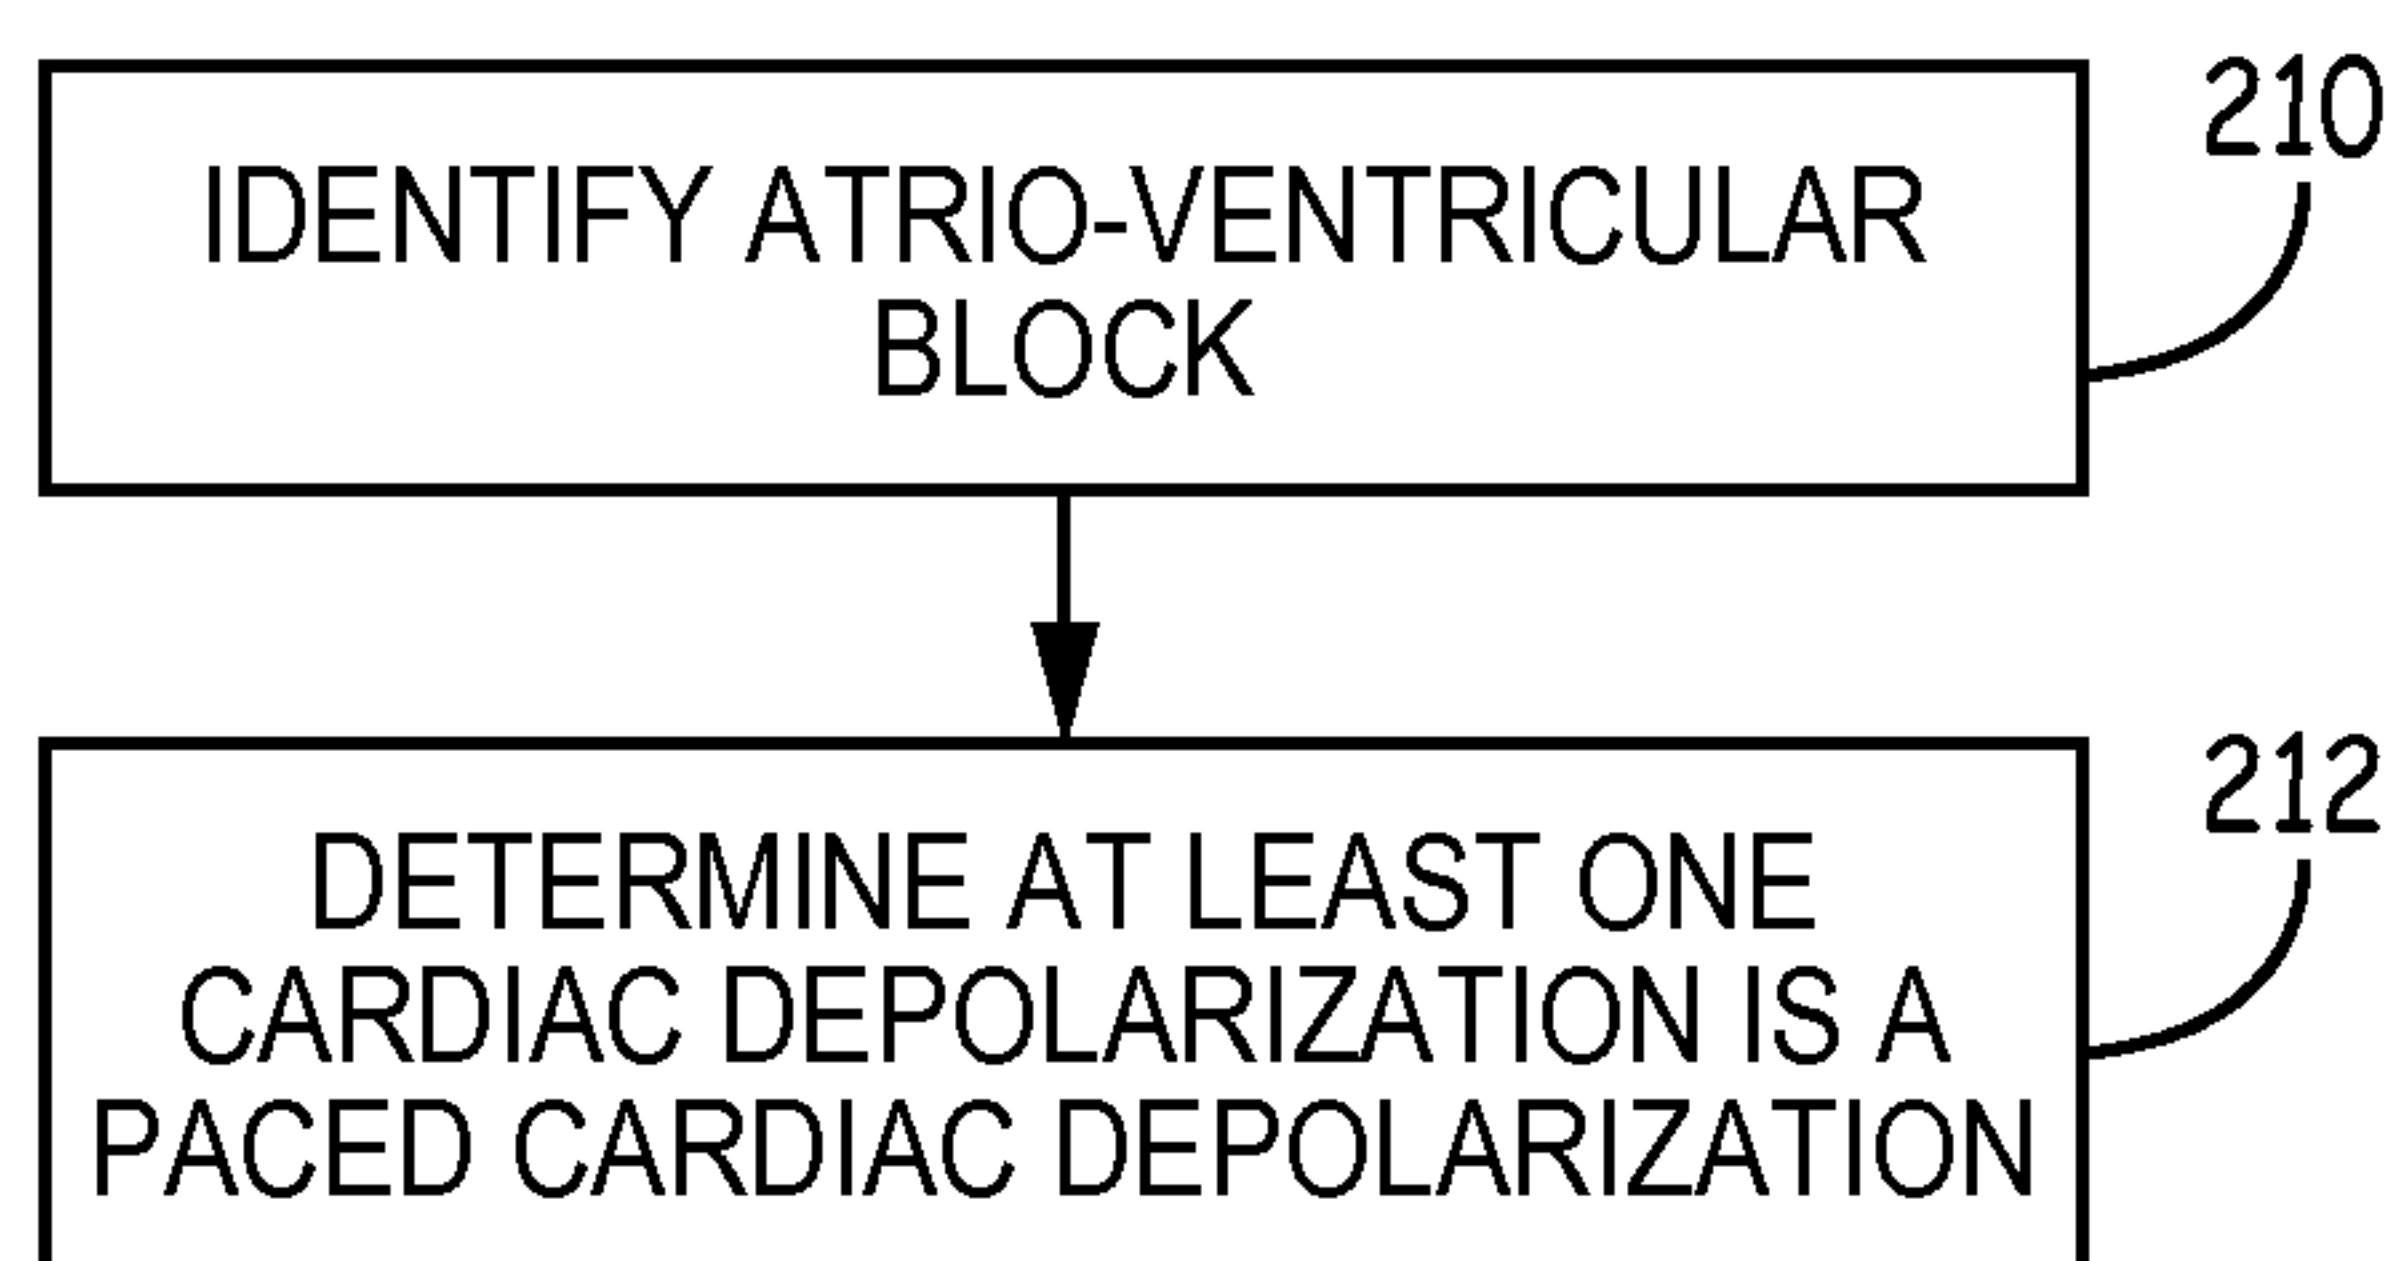 210
IDENTIFY ATRIO-VENTRICULAR
BLOCK
212
DETERMINE AT LEAST ONE
CARDIAC DEPOLARIZATION IS A
PACED CARDIAC DEPOLARIZATION